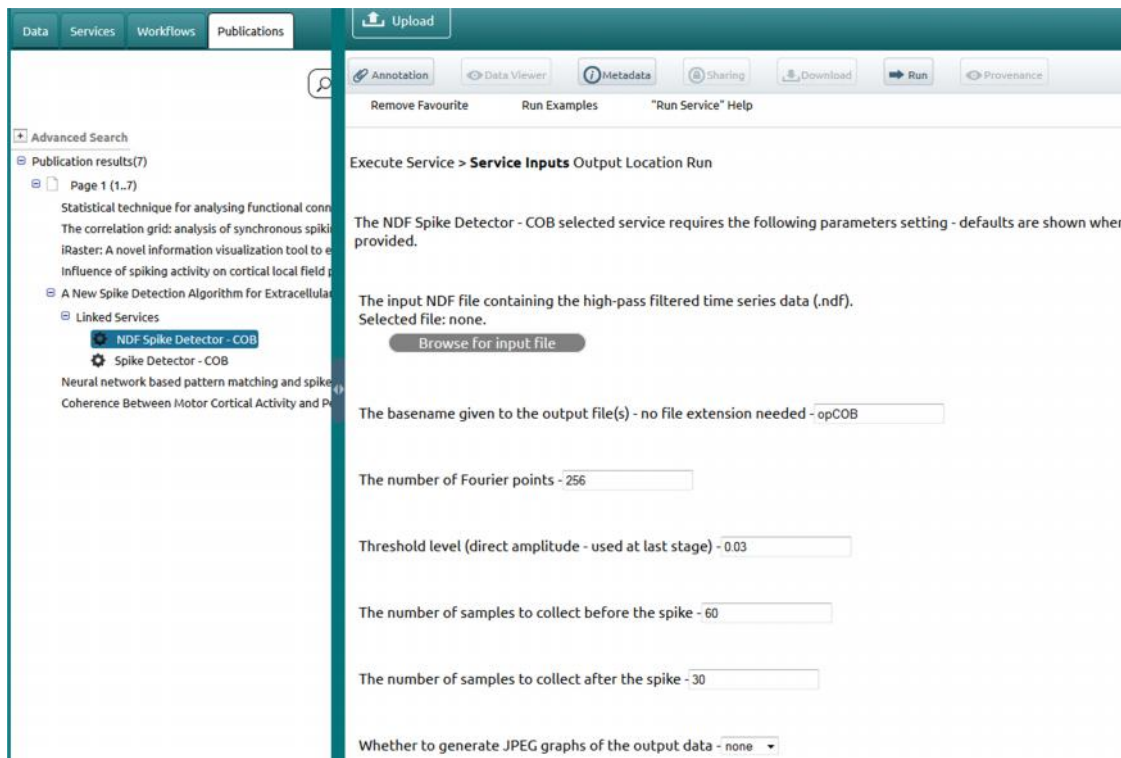 Data Services Workflows Publications
Advanced Search
Publication results(7)
Page 1 (1..7)
Statistical technique for analysing functional conn
The correlation grid: analysis of synchronous spiki
iRaster: A novel information visualization tool to e
Influence of spiking activity on cortical local field p
A New Spike Detection Algorithm for Extracellular
Linked Services
NDF Spike Detector - COB
Spike Detector - COB
Neural network based pattern matching and spike
Coherence Between Motor Cortical Activity and Pe
Upload
Annotation Data Viewer Metadata Sharing Download Run Provenance
Remove Favourite Run Examples "Run Service" Help
Execute Service > Service Inputs Output Location Run
The NDF Spike Detector - COB selected service requires the following parameters setting - defaults are shown wher
provided.
The input NDF file containing the high-pass filtered time series data (.ndf).
Selected file: none.
Browse for input file
The basename given to the output file(s) - no file extension needed - opCOB
The number of Fourier points - 256
Threshold level (direct amplitude - used at last stage) - 0.03
The number of samples to collect before the spike - 60
The number of samples to collect after the spike - 30
Whether to generate JPEG graphs of the output data - none